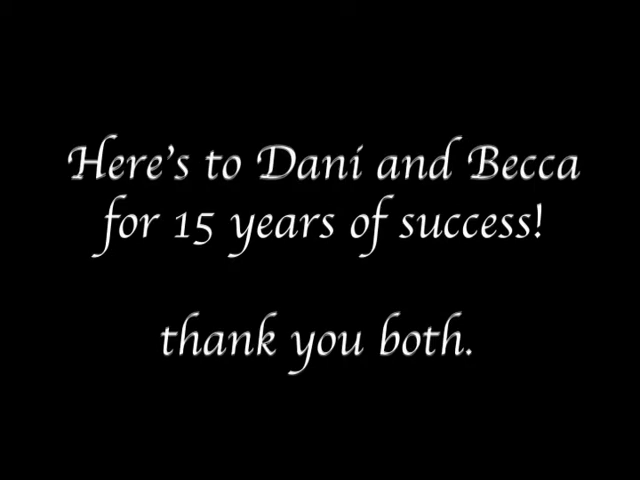 Here's to Dani and Becca
for 15 years of success!
thank you both.